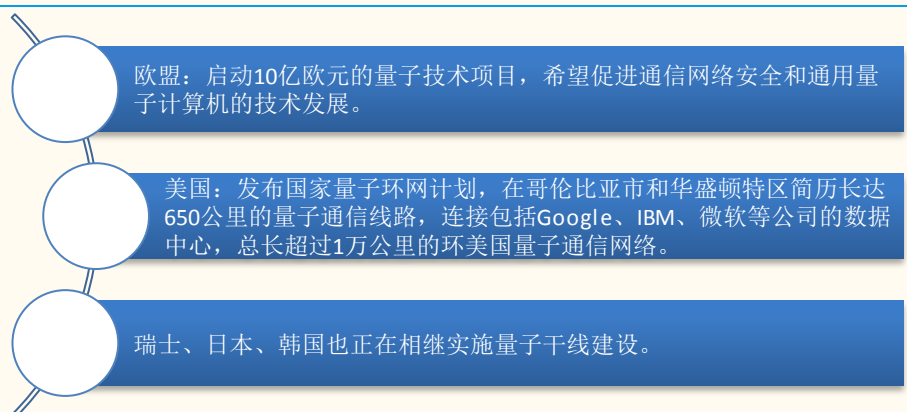 欧盟：启动10亿欧元的量子技术项目，希望促进通信网络安全和通用量
子计算机的技术发展。
美国：发布国家量子环网计划，在哥伦比亚市和华盛顿特区简历长达
650公里的量子通信线路，连接包括Google、IBM、微软等公司的数据
中心，总长超过1万公里的环美国量子通信网络。
瑞士、日本、韩国也正在相继实施量子干线建设。